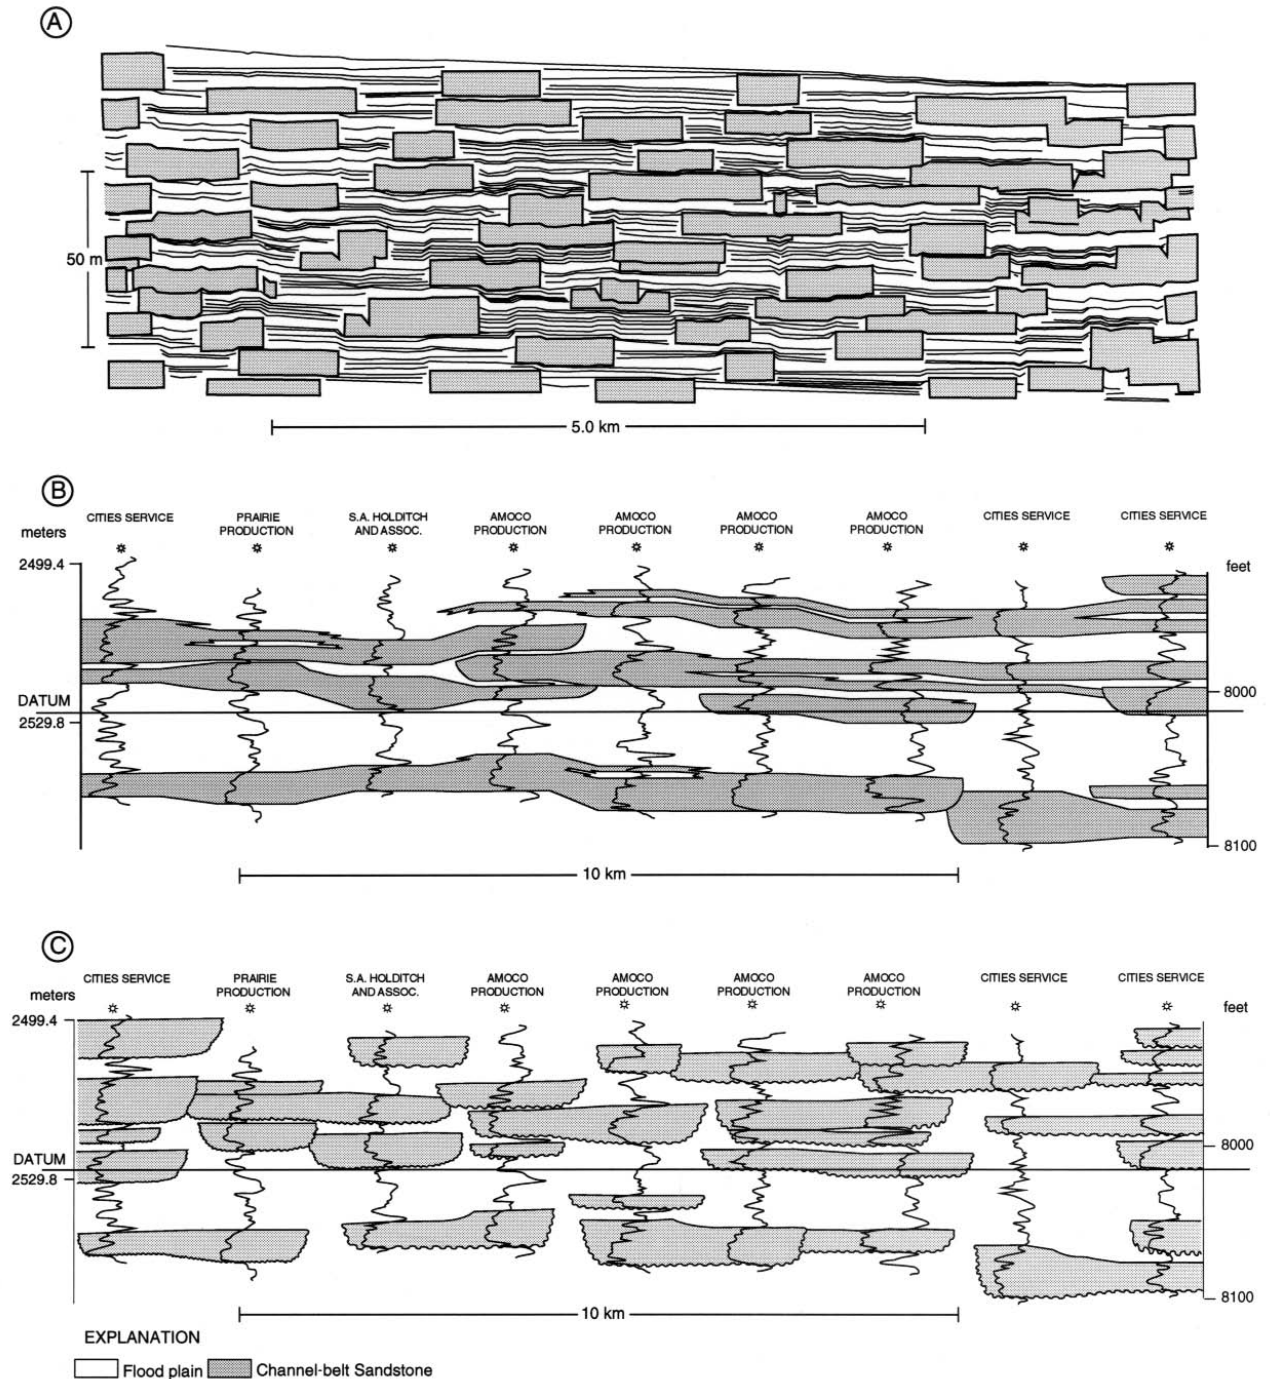 A
50 m
5.0 km
B
CITIES SERVICE
PRAIRIE
PRODUCTION
S.A. HOLDITCH
AND ASSOC.
AMOCO
PRODUCTION
AMOCO
PRODUCTION
AMOCO
PRODUCTION
AMOCO
PRODUCTION
CITIES SERVICE
CITIES SERVICE
meters
2499.4
feet
DATUM
2529.8
8000
8100
10 km
C
CITIES SERVICE
PRAIRIE
PRODUCTION
S.A. HOLDITCH
AND ASSOC.
AMOCO
PRODUCTION
AMOCO
PRODUCTION
AMOCO
PRODUCTION
AMOCO
PRODUCTION
CITIES SERVICE
CITIES SERVICE
meters
2499.4
feet
DATUM
2529.8
8000
8100
10 km
EXPLANATION
Flood plain
Channel-belt Sandstone